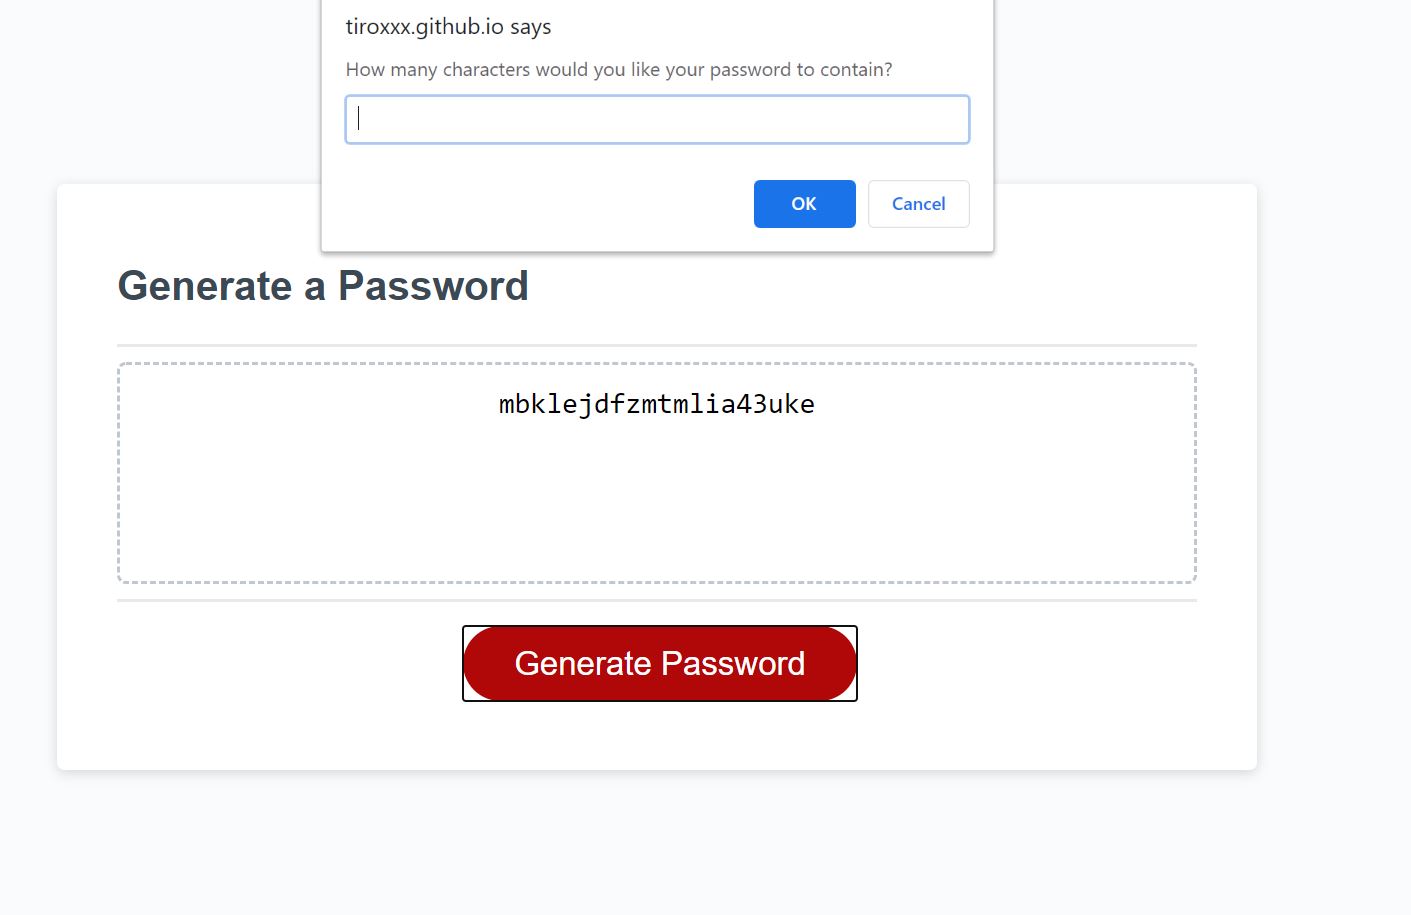 tiroxxx.github.io says
How many characters would you like your password to contain?
OK
Cancel
Generate a Password
mbklejdfzmtmlia43uke
Generate Password